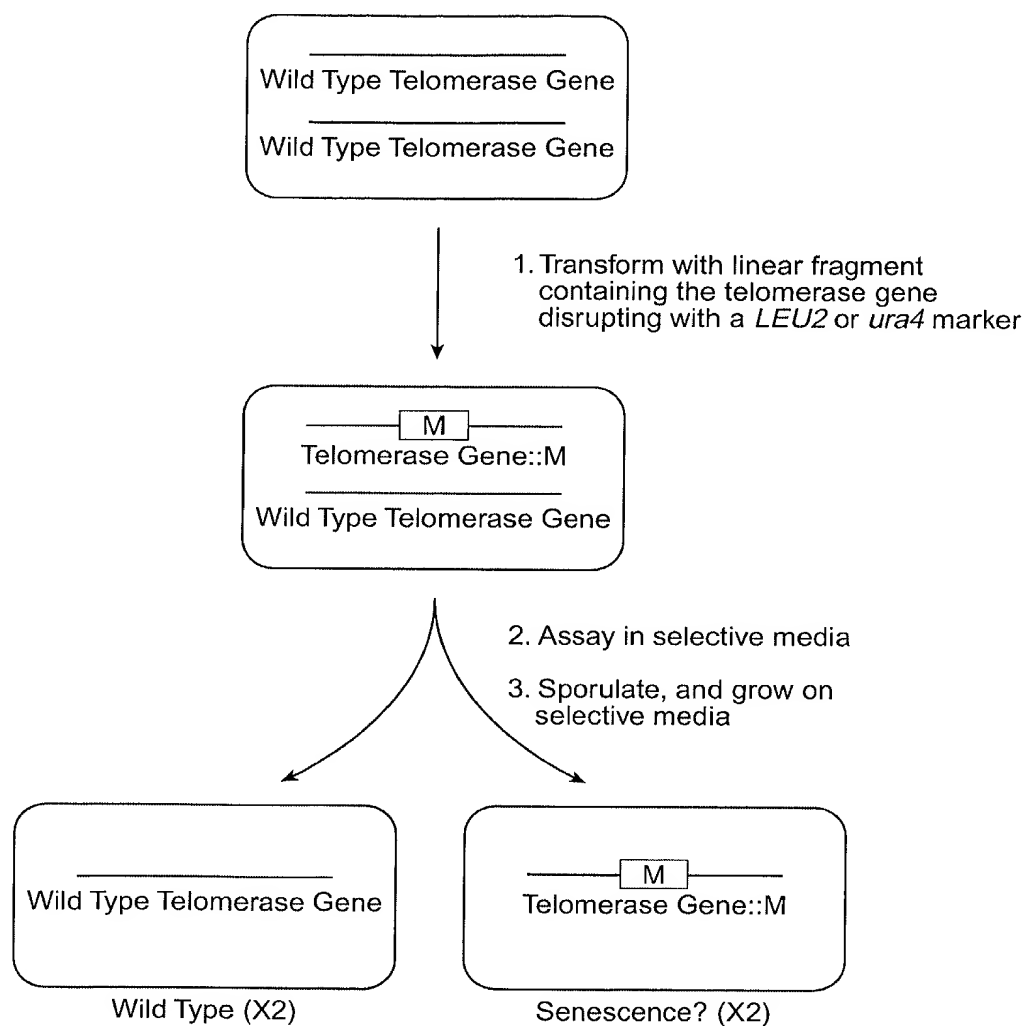 Wild Type Telomerase Gene
Wild Type Telomerase Gene
1. Transform with linear fragment
containing the telomerase gene
disrupting with a LEU2 or ura4 marker
M
Telomerase Gene::M
Wild Type Telomerase Gene
2. Assay in selective media
3. Sporulate, and grow on
selective media
Wild Type Telomerase Gene
Wild Type (X2)
M
Telomerase Gene::M
Senescence? (X2)